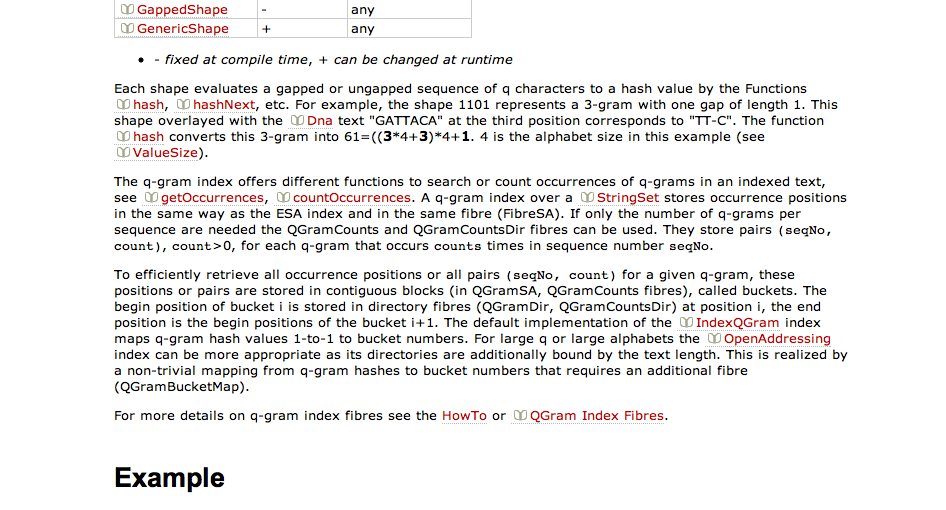 GappedShape - any
GenericShape + any
• - fixed at compile time, + can be changed at runtime
Each shape evaluates a gapped or ungapped sequence of q characters to a hash value by the Functions
hash, hashNext, etc. For example, the shape 1101 represents a 3-gram with one gap of length 1. This
shape overlayed with the Dna text "GATTACA" at the third position corresponds to "TT-C". The function
hash converts this 3-gram into 61=((3*4+3)*4+1. 4 is the alphabet size in this example (see
ValueSize).
The q-gram index offers different functions to search or count occurrences of q-grams in an indexed text,
see getOccurrences, countOccurrences. A q-gram index over a StringSet stores occurrence positions
in the same way as the ESA index and in the same fibre (FibreSA). If only the number of q-grams per
sequence are needed the QGramCounts and QGramCountsDir fibres can be used. They store pairs (seqNo,
count), count>0, for each q-gram that occurs counts times in sequence number seqNo.
To efficiently retrieve all occurrence positions or all pairs (seqNo, count) for a given q-gram, these
positions or pairs are stored in contiguous blocks (in QGramSA, QGramCounts fibres), called buckets. The
begin position of bucket i is stored in directory fibres (QGramDir, QGramCountsDir) at position i, the end
position is the begin positions of the bucket i+1. The default implementation of the IndexQGram index
maps q-gram hash values 1-to-1 to bucket numbers. For large q or large alphabets the OpenAddressing
index can be more appropriate as its directories are additionally bound by the text length. This is realized by
a non-trivial mapping from q-gram hashes to bucket numbers that requires an additional fibre
(QGramBucketMap).
For more details on q-gram index fibres see the HowTo or QGram Index Fibres.
Example